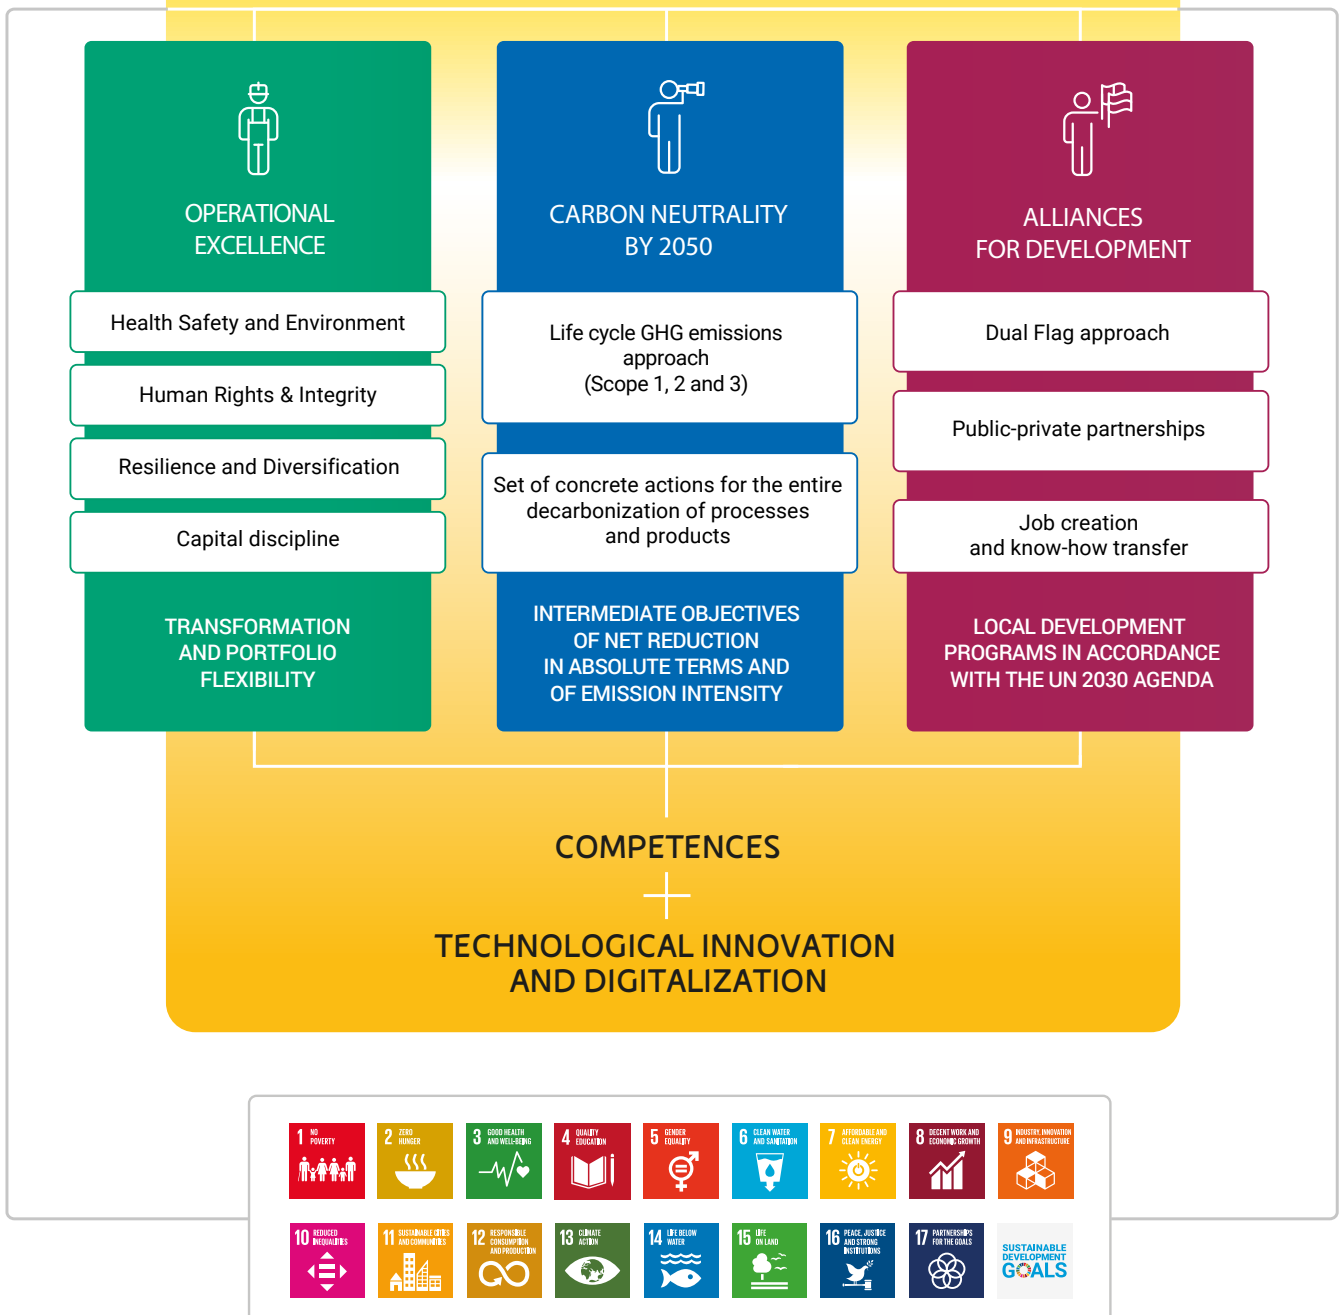 OPERATIONAL
EXCELLENCE
Health Safety and Environment
Human Rights & Integrity
Resilience and Diversification
Capital discipline
TRANSFORMATION
AND PORTFOLIO
FLEXIBILITY
CARBON NEUTRALITY
BY 2050
Life cycle GHG emissions
approach
(Scope 1, 2 and 3)
Set of concrete actions for the entire
decarbonization of processes
and products
INTERMEDIATE OBJECTIVES
OF NET REDUCTION
IN ABSOLUTE TERMS AND
OF EMISSION INTENSITY
ALLIANCES
FOR DEVELOPMENT
Dual Flag approach
Public-private partnerships
Job creation
and know-how transfer
LOCAL DEVELOPMENT
PROGRAMS IN ACCORDANCE
WITH THE UN 2030 AGENDA
COMPETENCES
TECHNOLOGICAL INNOVATION
AND DIGITALIZATION
1 NO
POVERTY
2 ZERO
HUNGER
3 GOOD HEALTH
AND WELL-BEING
4 QUALITY
EDUCATION
5 GENDER
EQUALITY
6 CLEAN WATER
AND SANITATION
7 AFFORDABLE AND
CLEAN ENERGY
8 DECENT WORK AND
ECONOMIC GROWTH
9 INDUSTRY, INNOVATION
AND INFRASTRUCTURE
10 REDUCED
INEQUALITIES
11 SUSTAINABLE CITIES
AND COMMUNITIES
12 RESPONSIBLE
CONSUMPTION
AND PRODUCTION
13 CLIMATE
ACTION
14 LIFE BELOW
WATER
15 LIFE
ON LAND
16 PEACE, JUSTICE
AND STRONG
INSTITUTIONS
17 PARTNERSHIPS
FOR THE GOALS
SUSTAINABLE
DEVELOPMENT
GOALS